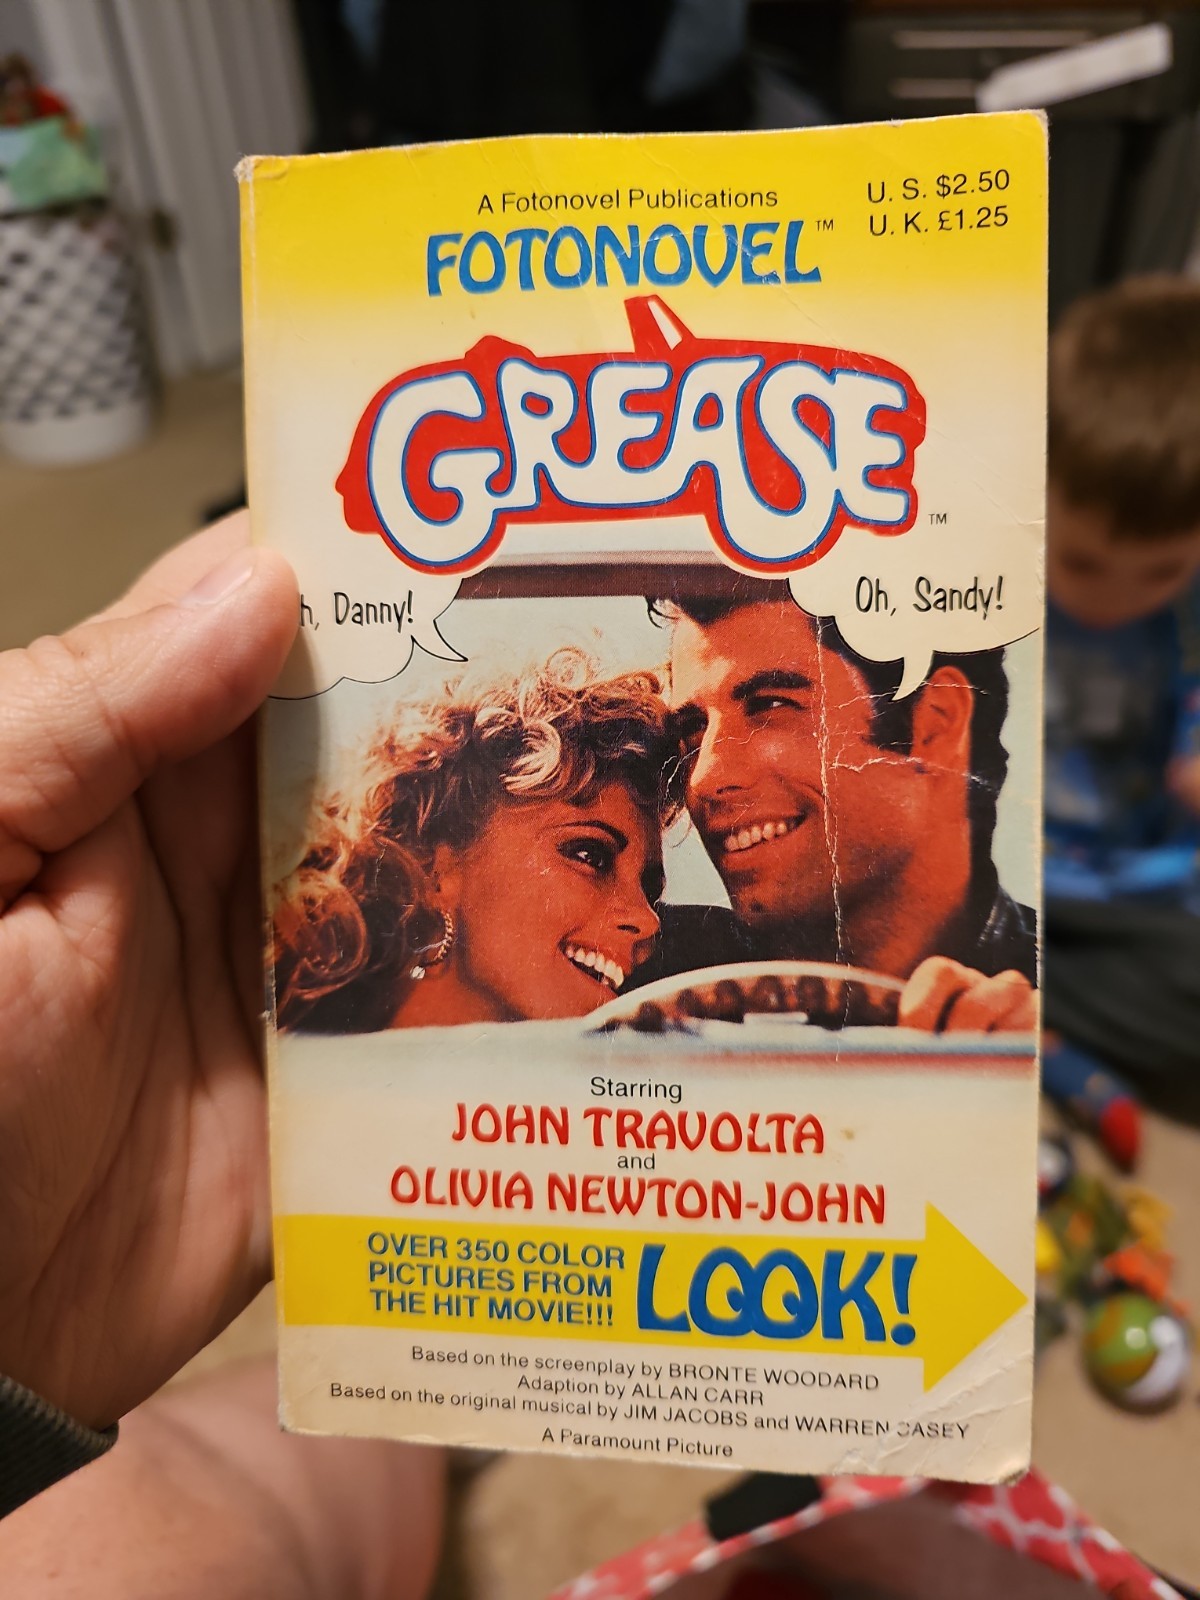 A Fotonovel Publications
FOTONOVEL™
U. S. $2.50
U. K. £1.25
GREASE™
h, Danny!
Oh, Sandy!
Starring
JOHN TRAVOLTA
and
OLIVIA NEWTON-JOHN
OVER 350 COLOR
PICTURES FROM
THE HIT MOVIE!!!
LOOK!
Based on the screenplay by BRONTE WOODARD
Adaption by ALLAN CARR
Based on the original musical by JIM JACOBS and WARREN CASEY
A Paramount Picture